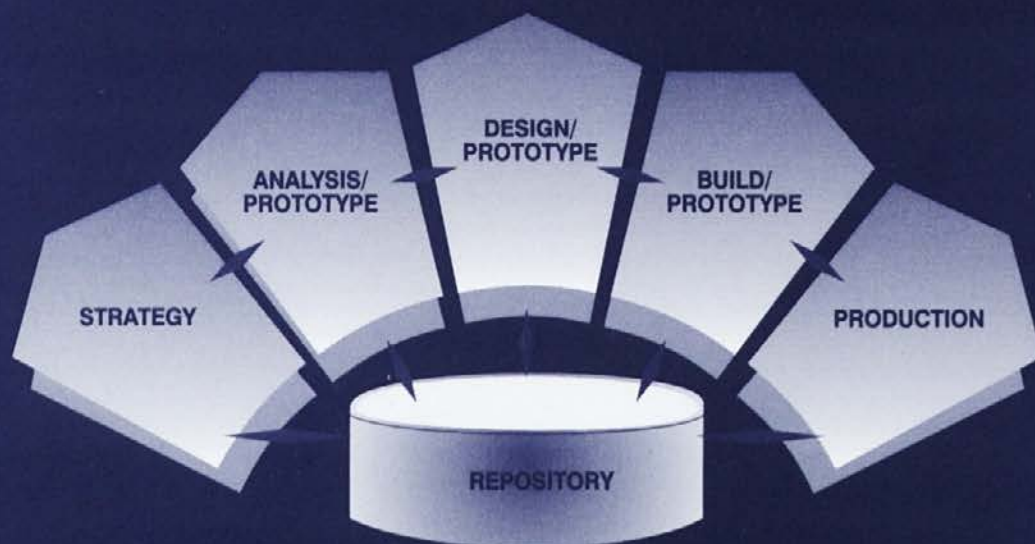 STRATEGY
ANALYSIS/
PROTOTYPE
DESIGN/
PROTOTYPE
BUILD/
PROTOTYPE
PRODUCTION
REPOSITORY